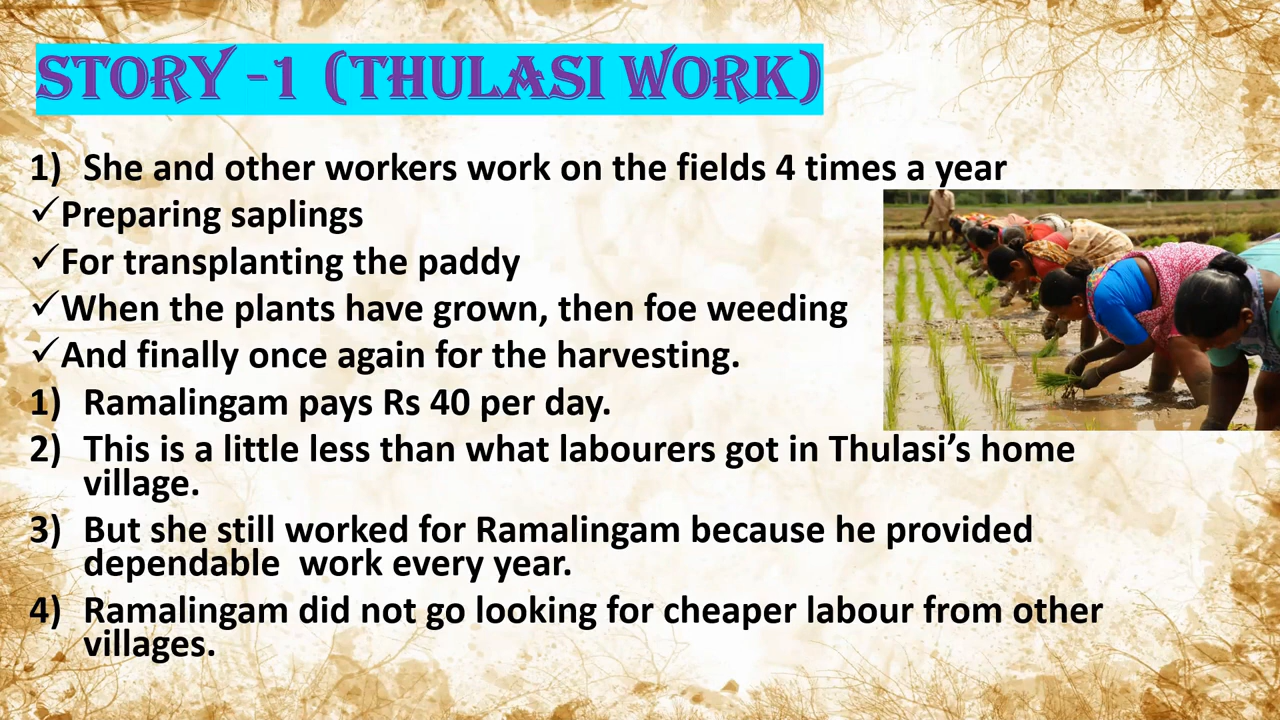 STORY -1 (THULASI WORK)
1) She and other workers work on the fields 4 times a year
✓Preparing saplings
✓For transplanting the paddy
✓When the plants have grown, then foe weeding
✓And finally once again for the harvesting.
1) Ramalingam pays Rs 40 per day.
2) This is a little less than what labourers got in Thulasi’s home
village.
3) But she still worked for Ramalingam because he provided
dependable  work every year.
4) Ramalingam did not go looking for cheaper labour from other
villages.